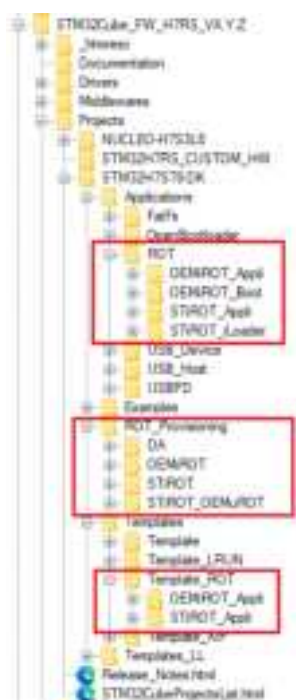 STM32Cube_FW_H7RS_VX.Y.Z
_htmresc
Documentation
Drivers
Middlewares
Projects
NUCLEO-H7S3L8
STM32H7RS_CUSTOM_HW
STM32H7S78-DK
Applications
FatFs
OpenBootloader
ROT
OEMiROT_Appli
OEMiROT_Boot
STiROT_Appli
STiROT_iLoader
USB_Device
USB_Host
USBPD
Examples
ROT_Provisioning
DA
OEMiROT
STiROT
STiROT_OEMuROT
Templates
Template
Template_LRUN
Template_ROT
OEMiROT_Appli
STiROT_Appli
Template_XIP
Templates_LL
Release_Notes.html
STM32CubeProjectsList.html